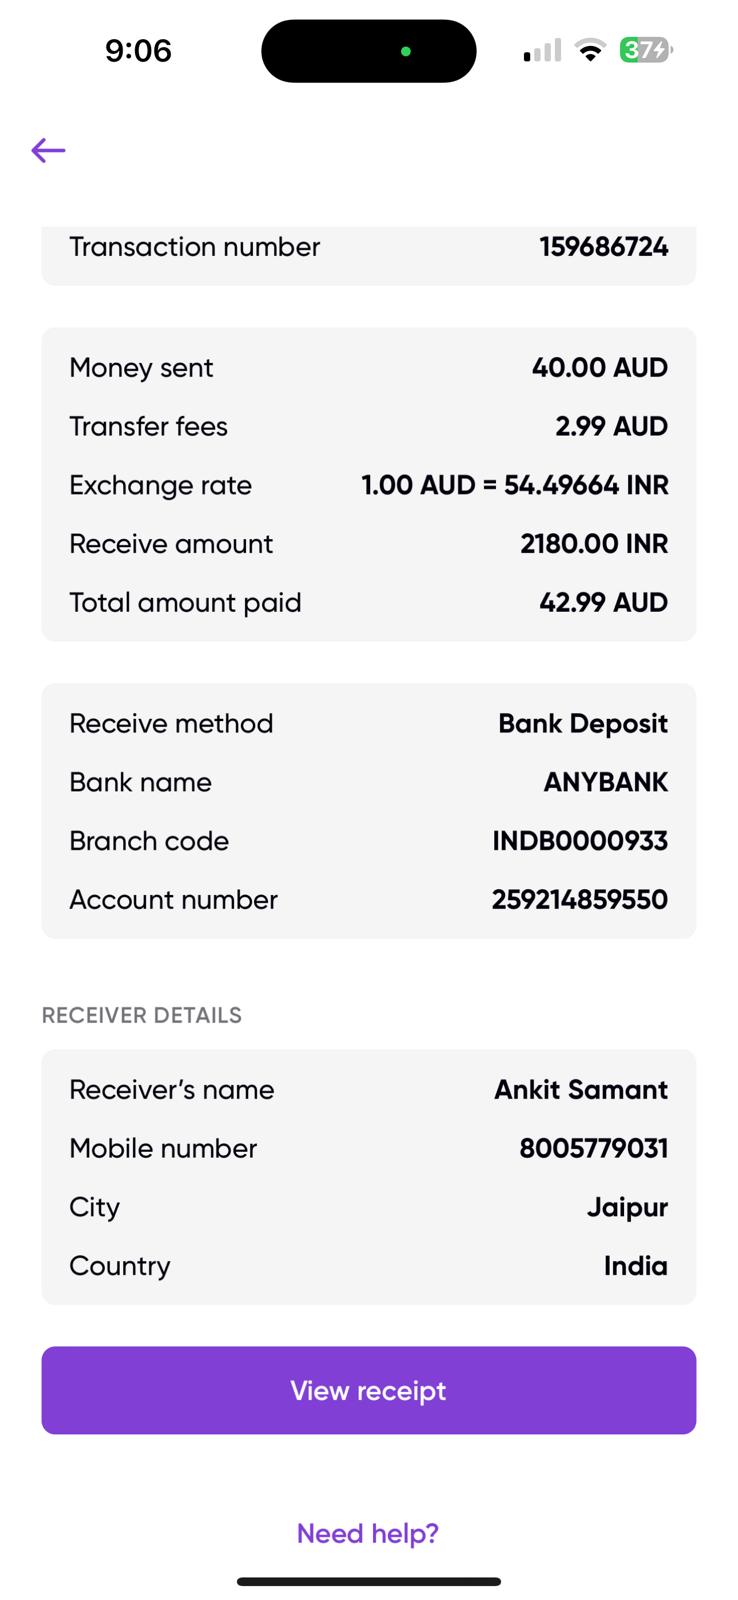 9:06
37
Transaction number 159686724
Money sent 40.00 AUD
Transfer fees 2.99 AUD
Exchange rate 1.00 AUD = 54.49664 INR
Receive amount 2180.00 INR
Total amount paid 42.99 AUD
Receive method Bank Deposit
Bank name ANYBANK
Branch code INDB0000933
Account number 259214859550
RECEIVER DETAILS
Receiver’s name Ankit Samant
Mobile number 8005779031
City Jaipur
Country India
View receipt
Need help?